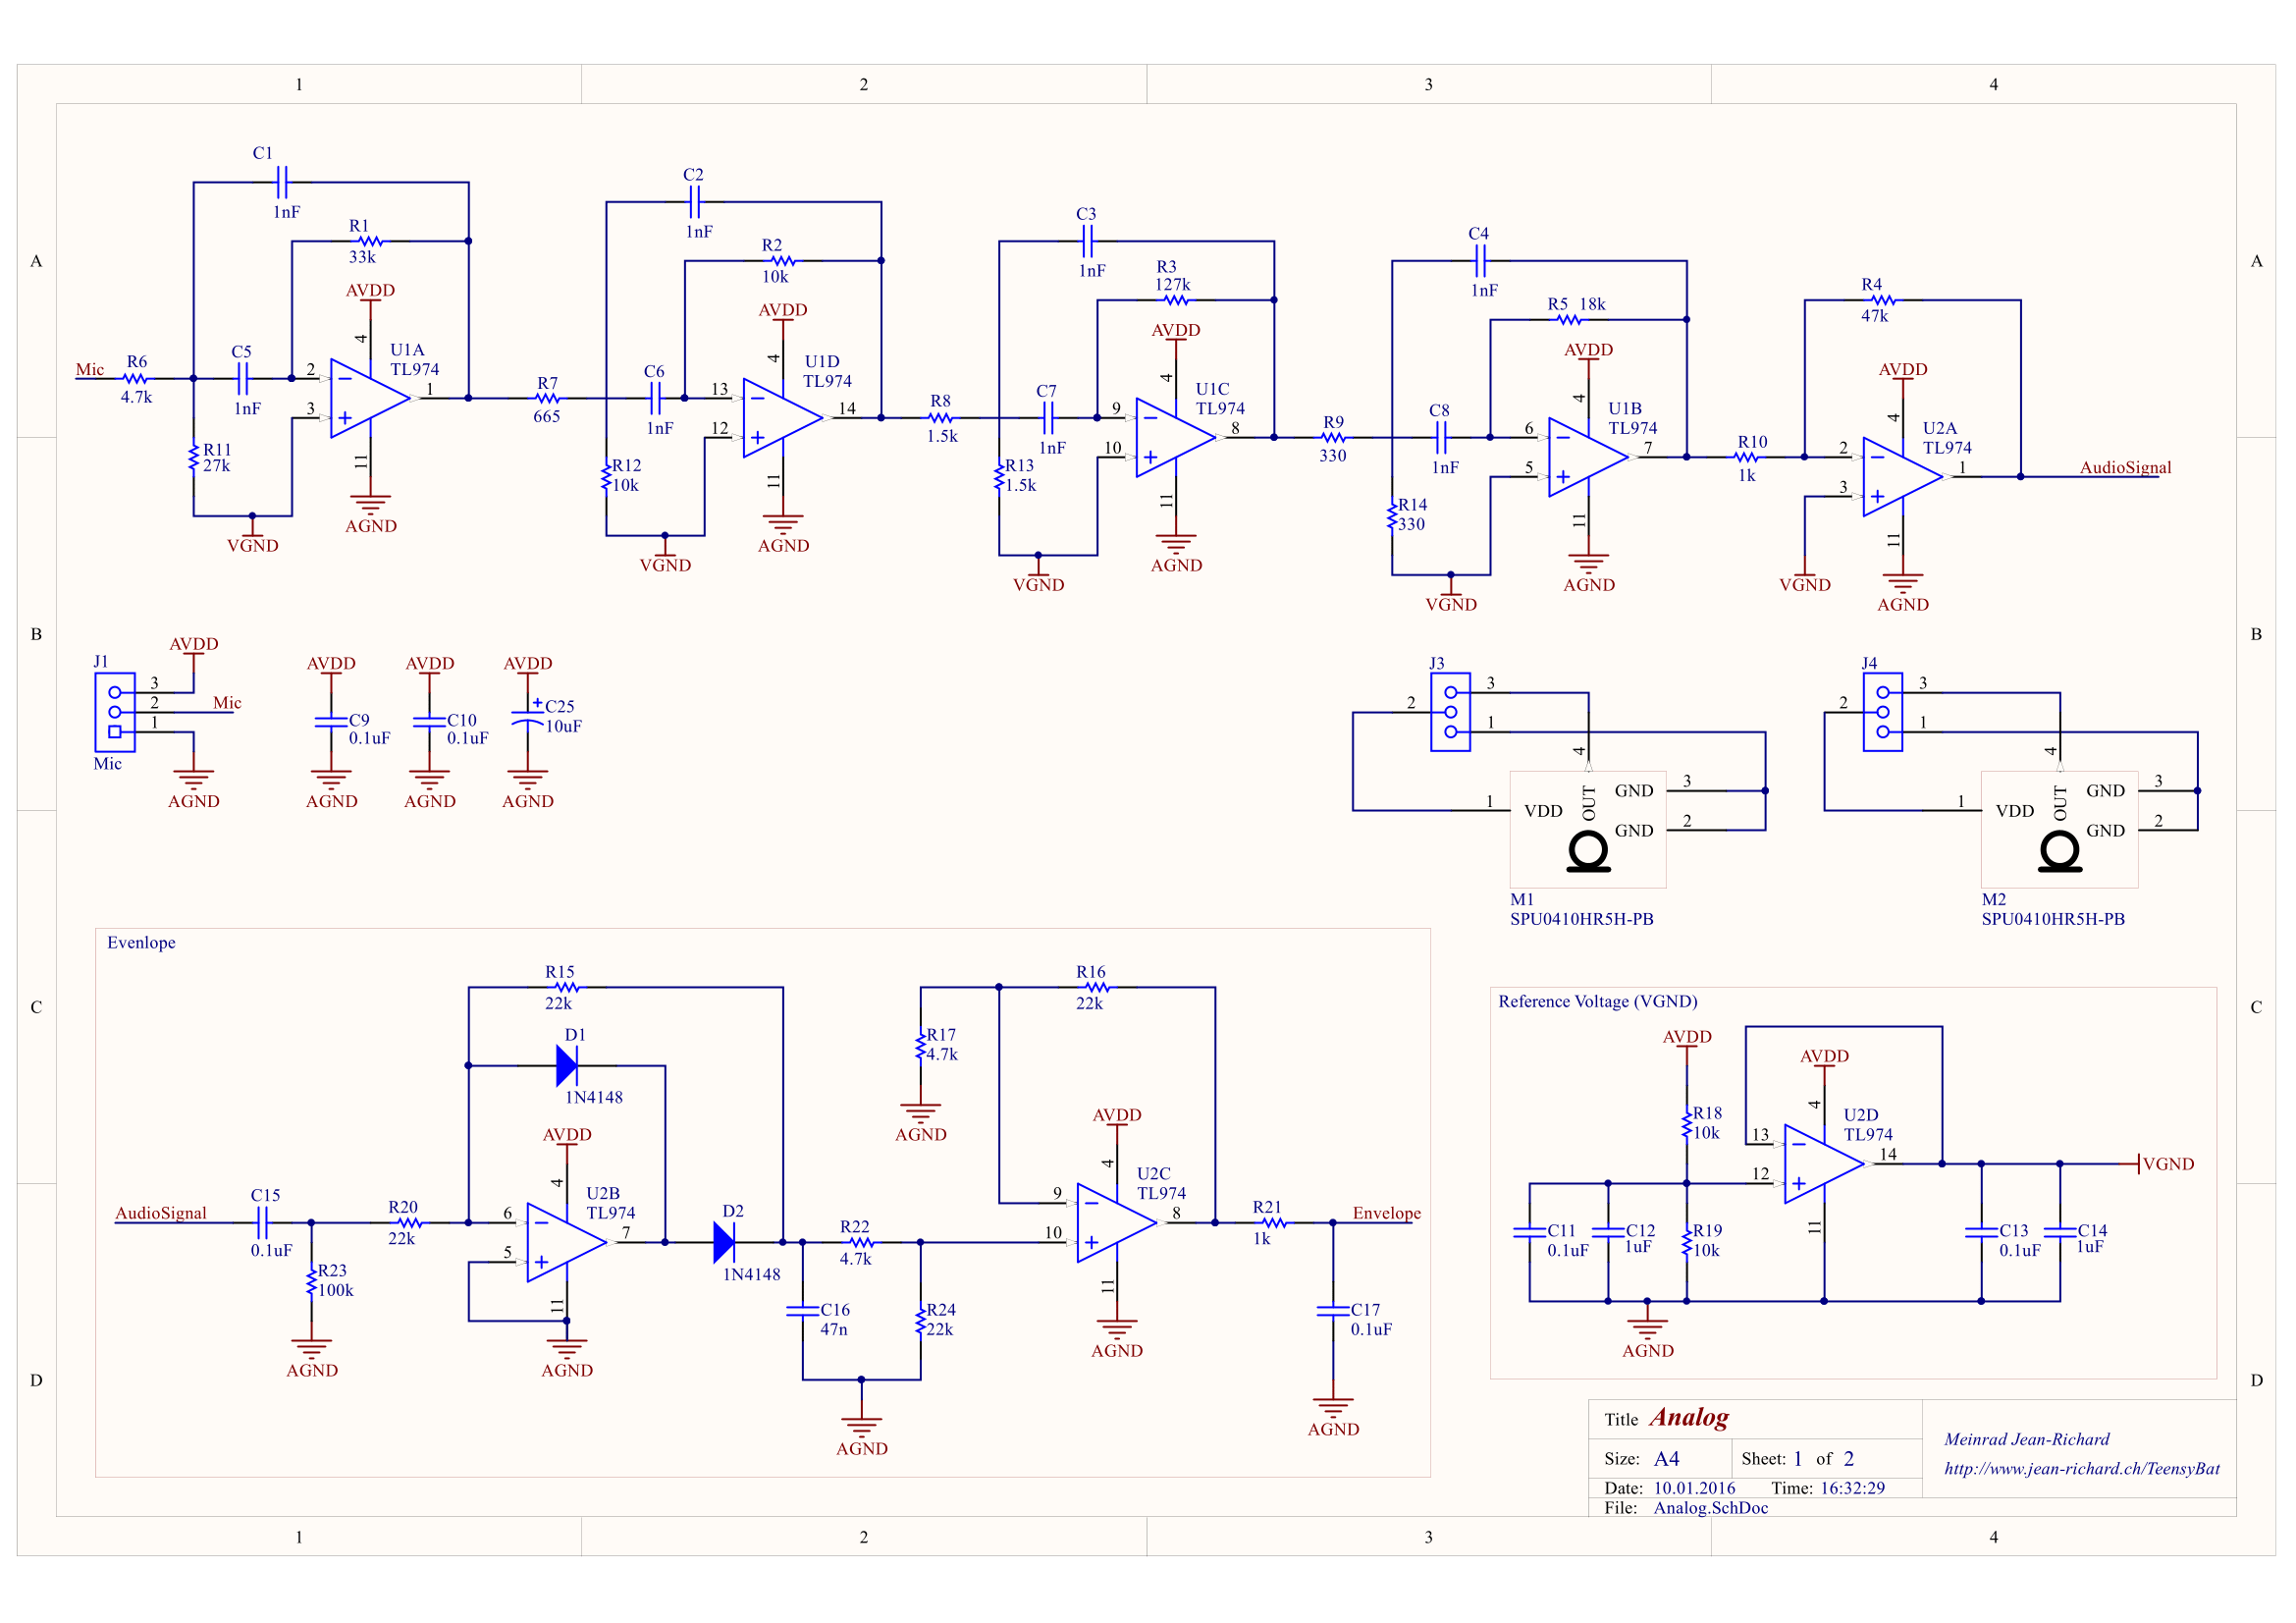 1 2 3 4
A A
B B
C C
D D
1 2 3 4
C1
1nF
R1
33k
AVDD
4
Mic
R6
4.7k
C5
1nF
2
3
U1A
TL974
1
11
R11
27k
VGND
AGND
C2
1nF
R2
10k
AVDD
4
R7
665
C6
1nF
13
12
U1D
TL974
14
11
R12
10k
VGND
AGND
C3
1nF
R3
127k
AVDD
4
R8
1.5k
C7
1nF
9
10
U1C
TL974
8
11
R13
1.5k
VGND
AGND
C4
1nF
R5 18k
AVDD
4
R9
330
C8
1nF
6
5
U1B
TL974
7
11
R14
330
VGND
AGND
R4
47k
AVDD
4
R10
1k
2
3
U2A
TL974
1
AudioSignal
11
VGND
AGND
J1
AVDD
3
2
Mic
1
Mic
AGND
AVDD
C9
0.1uF
AGND
AVDD
C10
0.1uF
AGND
AVDD
+
C25
10uF
AGND
J3
3
2
1
4
1
VDD
OUT
GND
3
GND
2
M1
SPU0410HR5H-PB
J4
3
2
1
4
1
VDD
OUT
GND
3
GND
2
M2
SPU0410HR5H-PB
Evenlope
R15
22k
D1
1N4148
AVDD
4
AudioSignal
C15
0.1uF
R20
22k
6
5
U2B
TL974
7
11
R23
100k
AGND
AGND
D2
1N4148
R22
4.7k
C16
47n
R24
22k
AGND
R17
4.7k
AGND
R16
22k
AVDD
4
9
10
U2C
TL974
8
11
AGND
R21
1k
Envelope
C17
0.1uF
AGND
Reference Voltage (VGND)
AVDD
R18
10k
AVDD
4
13
12
U2D
TL974
14
VGND
11
C11
0.1uF
C12
1uF
R19
10k
C13
0.1uF
C14
1uF
AGND
Title Analog
Size: A4 Sheet: 1 of 2
Date: 10.01.2016 Time: 16:32:29
File: Analog.SchDoc
Meinrad Jean-Richard
http://www.jean-richard.ch/TeensyBat